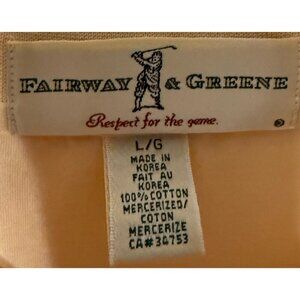 FAIRWAY & GREENE
Respect for the game.
®
L/G
MADE IN
KOREA
FAIT AU
KOREA
100% COTTON
MERCERIZED/
COTON
MERCERIZE
CA#34753